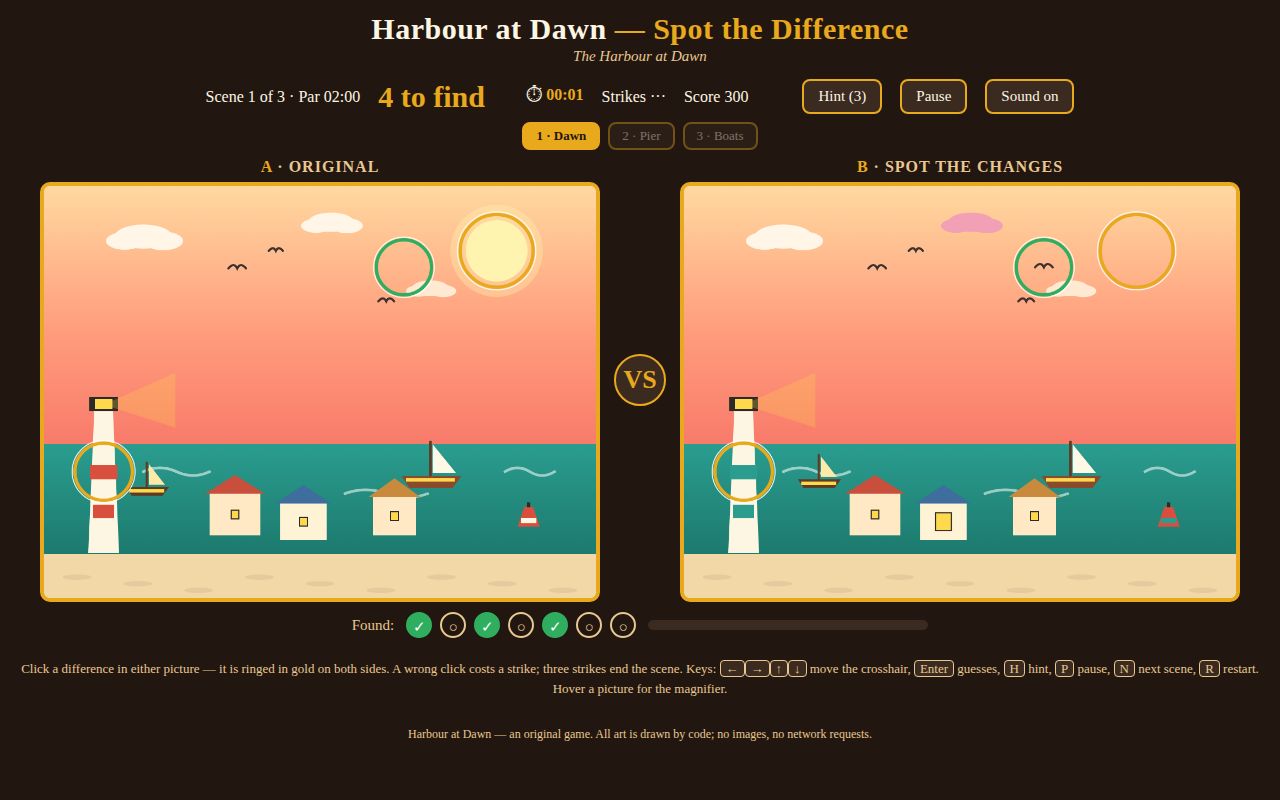 Harbour at Dawn — Spot the Difference
The Harbour at Dawn
Scene 1 of 3 · Par 02:00 4 to find ⏱ 00:01 Strikes ··· Score 300 Hint (3) Pause Sound on
1 · Dawn 2 · Pier 3 · Boats
A · ORIGINAL B · SPOT THE CHANGES
VS
Found: ✓ ○ ✓ ○ ✓ ○ ○
Click a difference in either picture — it is ringed in gold on both sides. A wrong click costs a strike; three strikes end the scene. Keys: ← → ↑ ↓ move the crosshair, Enter guesses, H hint, P pause, N next scene, R restart.
Hover a picture for the magnifier.
Harbour at Dawn — an original game. All art is drawn by code; no images, no network requests.